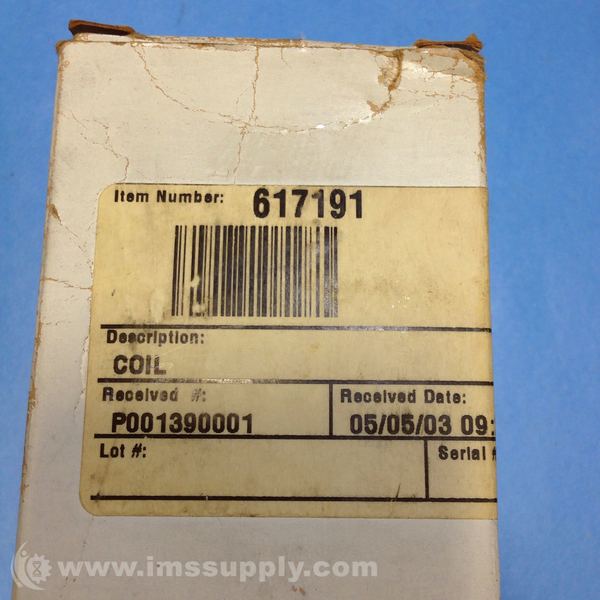 Item Number: 617191
Description:
COIL
Received #: Received Date:
P001390001 05/05/03 09:
Lot #: Serial #
www.imssupply.com